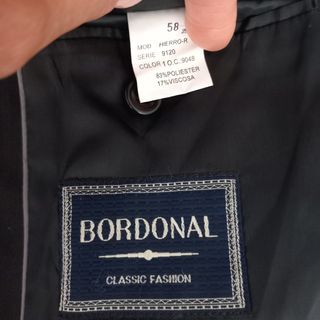 58
MOD HIERRO-R
SERIE 9120
COLOR 1 O.C. 9048
83%POLIESTER
17%VISCOSA
BORDONAL
CLASSIC FASHION